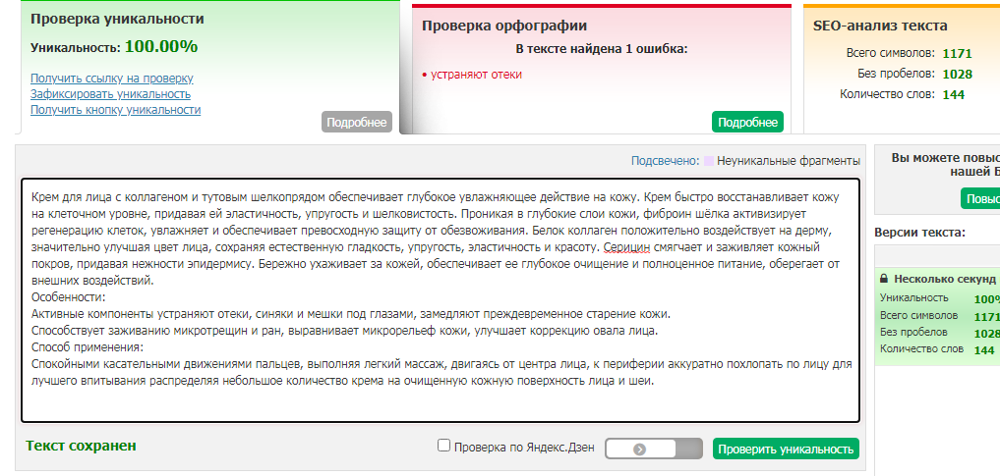 Проверка уникальности
Уникальность: 100.00%
Получить ссылку на проверку
Зафиксировать уникальность
Получить кнопку уникальности
Подробнее
Проверка орфографии
В тексте найдена 1 ошибка:
• устраняют отеки
Подробнее
SEO-анализ текста
Всего символов: 1171
Без пробелов: 1028
Количество слов: 144
Подсвечено: Неуникальные фрагменты
Крем для лица с коллагеном и тутовым шелкопрядом обеспечивает глубокое увлажняющее действие на кожу. Крем быстро восстанавливает кожу
на клеточном уровне, придавая ей эластичность, упругость и шелковистость. Проникая в глубокие слои кожи, фиброин шёлка активизирует
регенерацию клеток, увлажняет и обеспечивает превосходную защиту от обезвоживания. Белок коллаген положительно воздействует на дерму,
значительно улучшая цвет лица, сохраняя естественную гладкость, упругость, эластичность и красоту. Серицин смягчает и заживляет кожный
покров, придавая нежности эпидермису. Бережно ухаживает за кожей, обеспечивает ее глубокое очищение и полноценное питание, оберегает от
внешних воздействий.
Особенности:
Активные компоненты устраняют отеки, синяки и мешки под глазами, замедляют преждевременное старение кожи.
Способствует заживанию микротрещин и ран, выравнивает микрорельеф кожи, улучшает коррекцию овала лица.
Способ применения:
Спокойными касательными движениями пальцев, выполняя легкий массаж, двигаясь от центра лица, к периферии аккуратно похлопать по лицу для
лучшего впитывания распределяя небольшое количество крема на очищенную кожную поверхность лица и шеи.
Текст сохранен
Проверка по Яндекс.Дзен
Проверить уникальность
Вы можете повыс
нашей Б
Повыс
Версии текста:
Несколько секунд
Уникальность 100%
Всего символов 1171
Без пробелов 1028
Количество слов 144